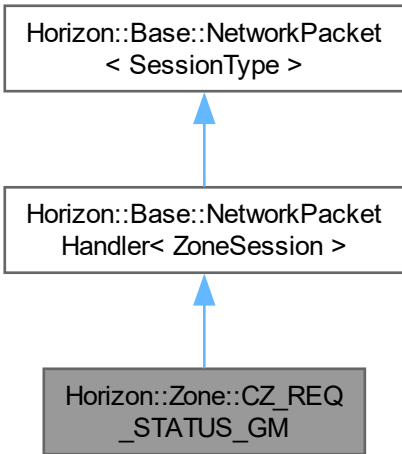 Horizon::Base::NetworkPacket
< SessionType >
Horizon::Base::NetworkPacket
Handler< ZoneSession >
Horizon::Zone::CZ_REQ
_STATUS_GM